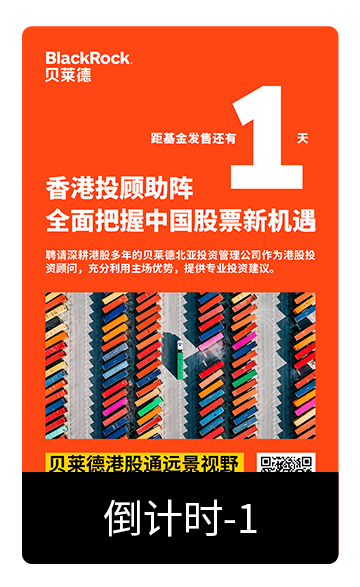 BlackRock.
贝莱德
距基金发售还有1天
香港投顾助阵
全面把握中国股票新机遇
聘请深耕港股多年的贝莱德北亚投资管理公司作为港股投
资顾问，充分利用主场优势，提供专业投资建议。
贝莱德港股通远景视野
倒计时-1